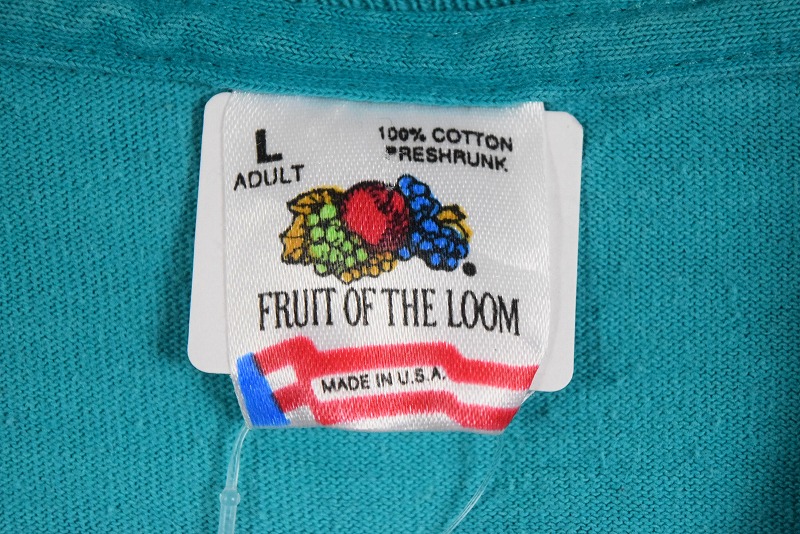 L
ADULT
100% COTTON
PRESHRUNK
FRUIT OF THE LOOM
MADE IN U.S.A.